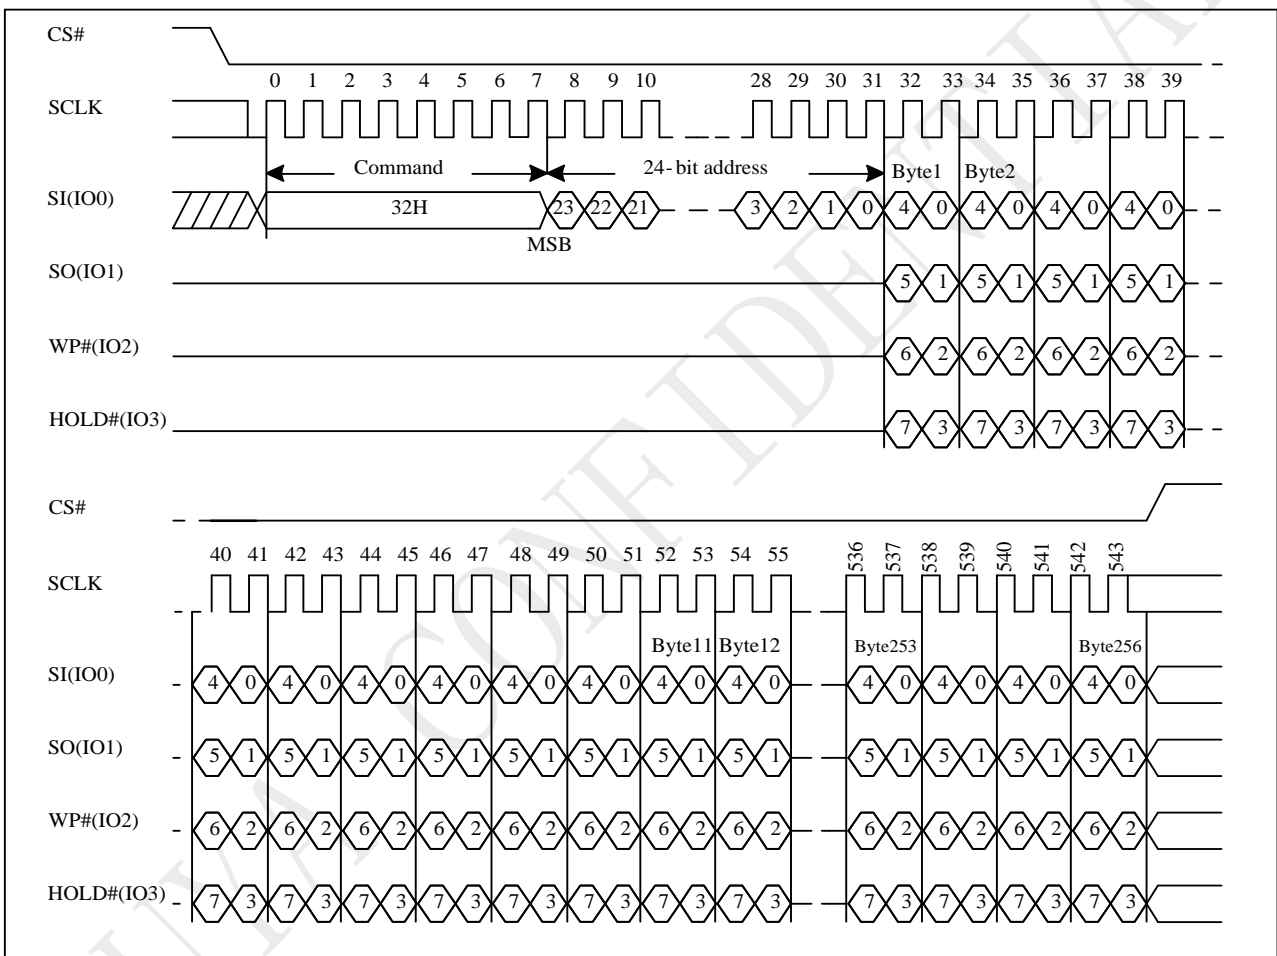 CS#
0 1 2 3 4 5 6 7 8 9 10 28 29 30 31 32 33 34 35 36 37 38 39
SCLK
Command 24-bit address Byte1 Byte2
SI(IO0) 32H 23 22 21 3 2 1 0 4 0 4 0 4 0 4 0
MSB
SO(IO1) 5 1 5 1 5 1 5 1
WP#(IO2) 6 2 6 2 6 2 6 2
HOLD#(IO3) 7 3 7 3 7 3 7 3
CS#
40 41 42 43 44 45 46 47 48 49 50 51 52 53 54 55 536 537 538 539 540 541 542 543
SCLK
Byte11 Byte12 Byte253 Byte256
SI(IO0) 4 0 4 0 4 0 4 0 4 0 4 0 4 0 4 0 4 0 4 0 4 0 4 0
SO(IO1) 5 1 5 1 5 1 5 1 5 1 5 1 5 1 5 1 5 1 5 1 5 1 5 1
WP#(IO2) 6 2 6 2 6 2 6 2 6 2 6 2 6 2 6 2 6 2 6 2 6 2 6 2
HOLD#(IO3) 7 3 7 3 7 3 7 3 7 3 7 3 7 3 7 3 7 3 7 3 7 3 7 3
UYA CONFIDENTIAL